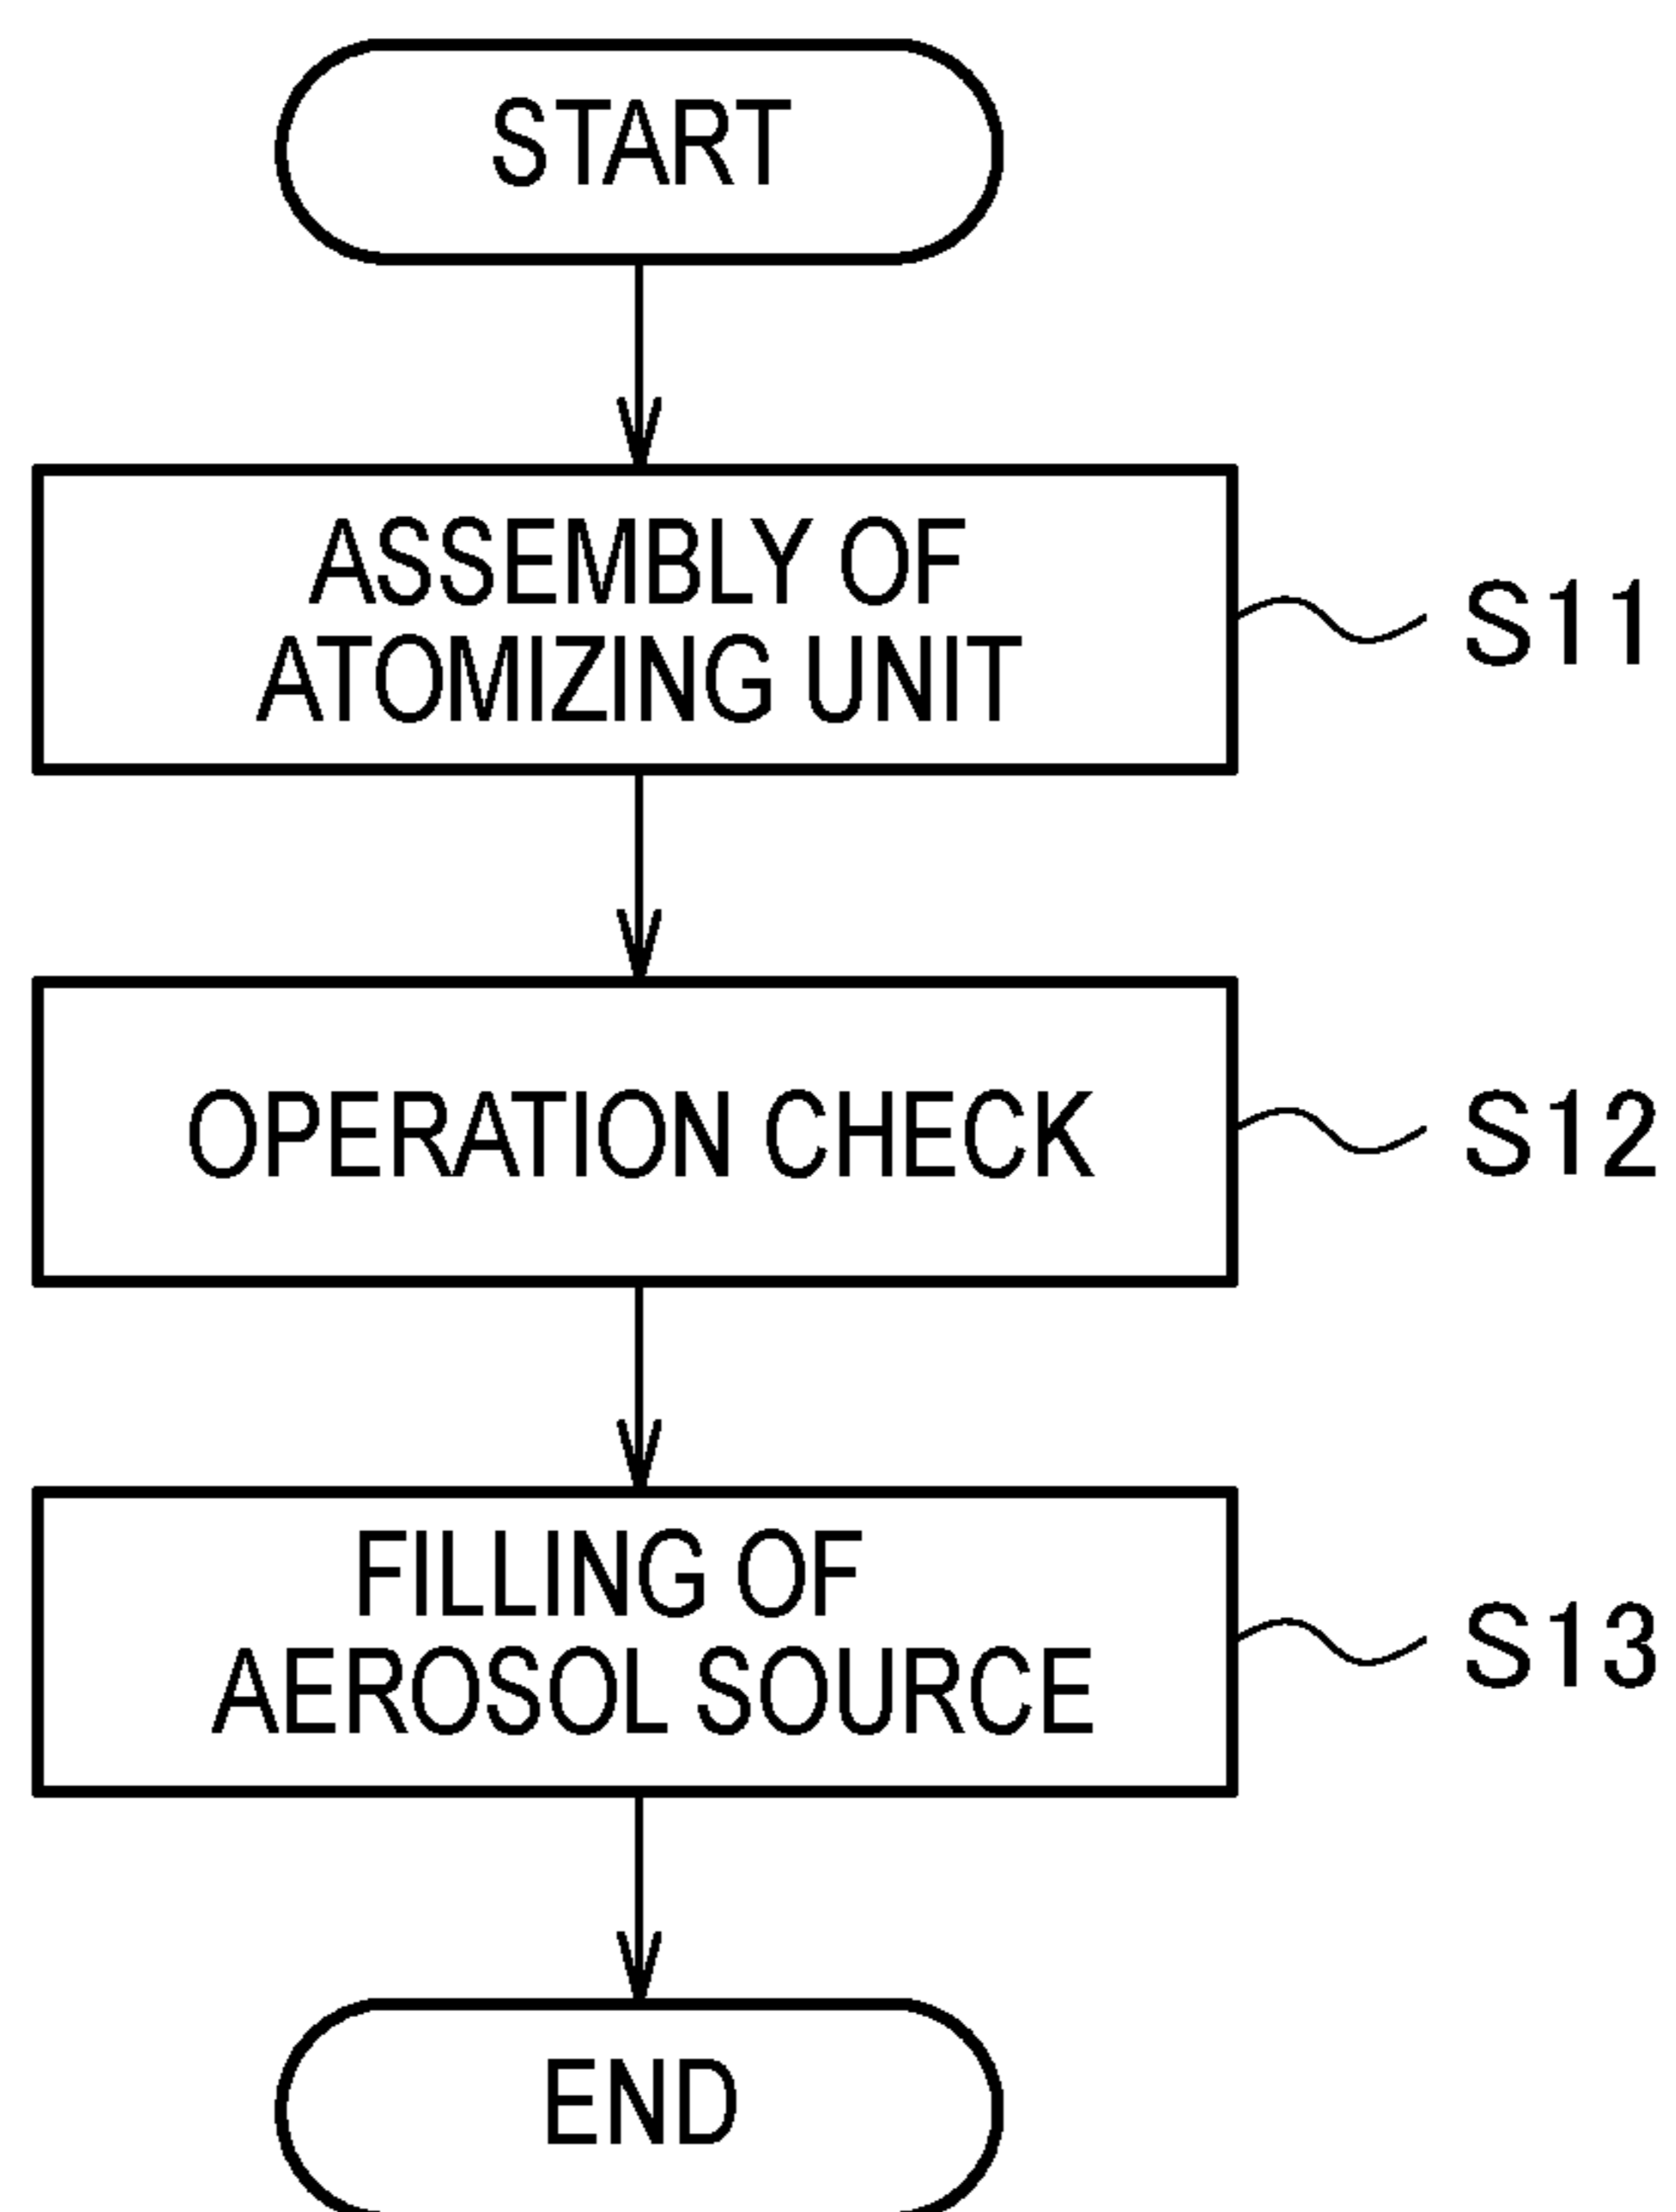 START
ASSEMBLY OF
ATOMIZING UNIT
S11
OPERATION CHECK
S12
FILLING OF
AEROSOL SOURCE
S13
END